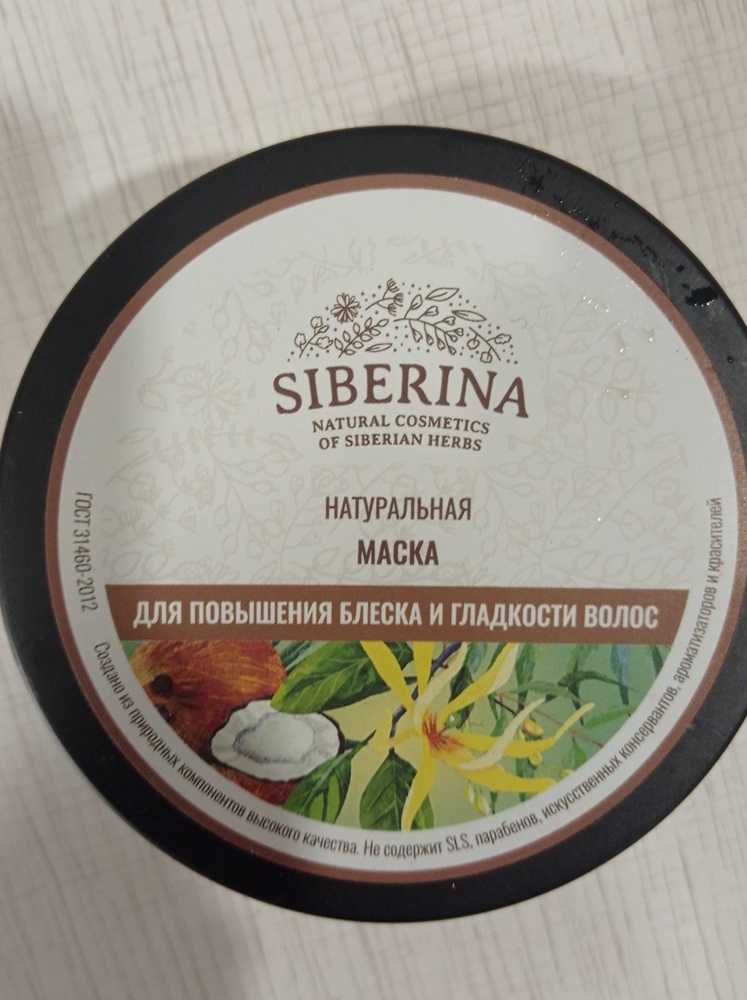 SIBERINA
NATURAL COSMETICS
OF SIBERIAN HERBS
НАТУРАЛЬНАЯ
МАСКА
ДЛЯ ПОВЫШЕНИЯ БЛЕСКА И ГЛАДКОСТИ ВОЛОС
ГОСТ 31460-2012
Создано из природных компонентов высокого качества. Не содержит SLS, парабенов, искусственных консервантов, ароматизаторов и красителей